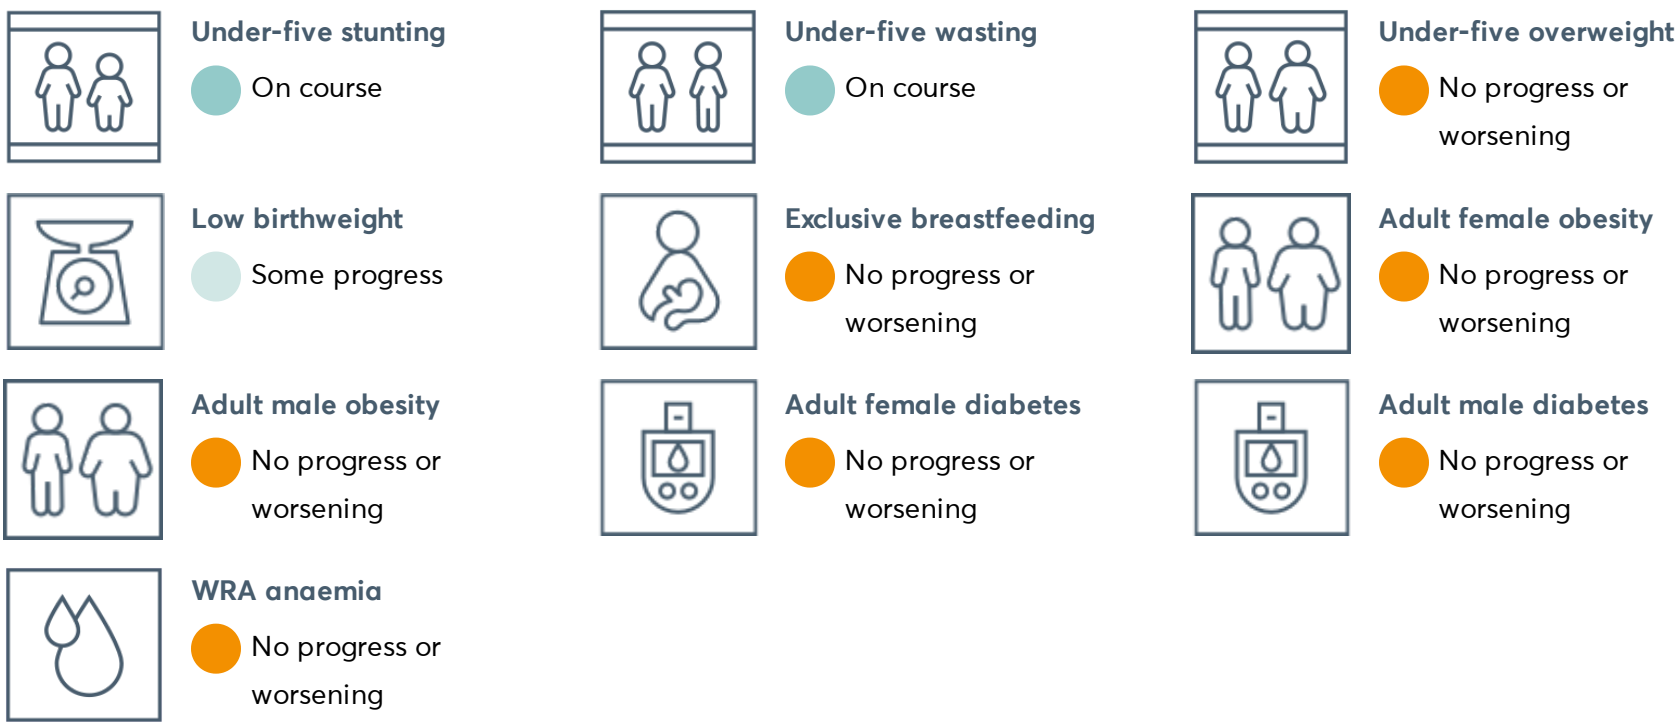 Under-five stunting
On course
Under-five wasting
On course
Under-five overweight
No progress or
worsening
Low birthweight
Some progress
Exclusive breastfeeding
No progress or
worsening
Adult female obesity
No progress or
worsening
Adult male obesity
No progress or
worsening
Adult female diabetes
No progress or
worsening
Adult male diabetes
No progress or
worsening
WRA anaemia
No progress or
worsening